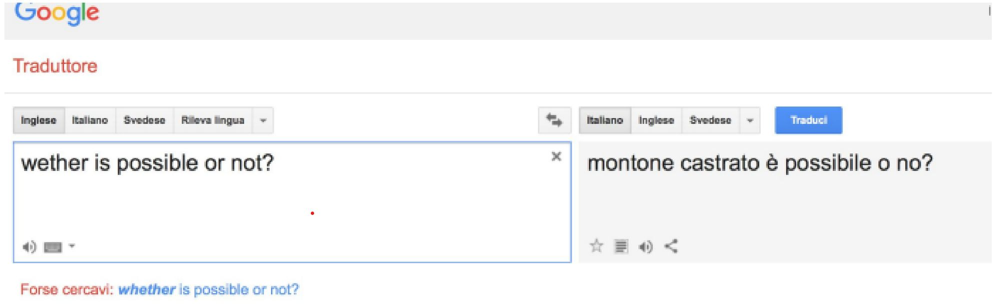 Google
Traduttore
Inglese Italiano Svedese Rileva lingua
Italiano Inglese Svedese Traduci
wether is possible or not?
montone castrato è possibile o no?
Forse cercavi: whether is possible or not?